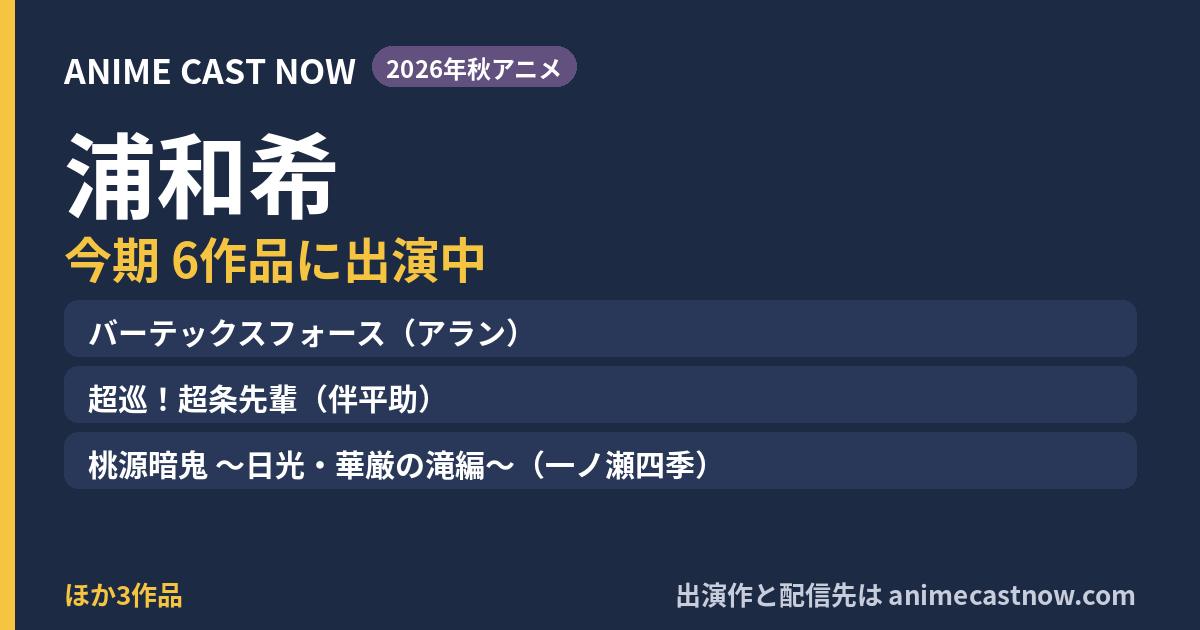 ANIME CAST NOW 2026年秋アニメ
浦和希
今期 6作品に出演中
バーテックスフォース（アラン）
超巡！超条先輩（伴平助）
桃源暗鬼 〜日光・華厳の滝編〜（一ノ瀬四季）
ほか3作品
出演作と配信先は animecastnow.com